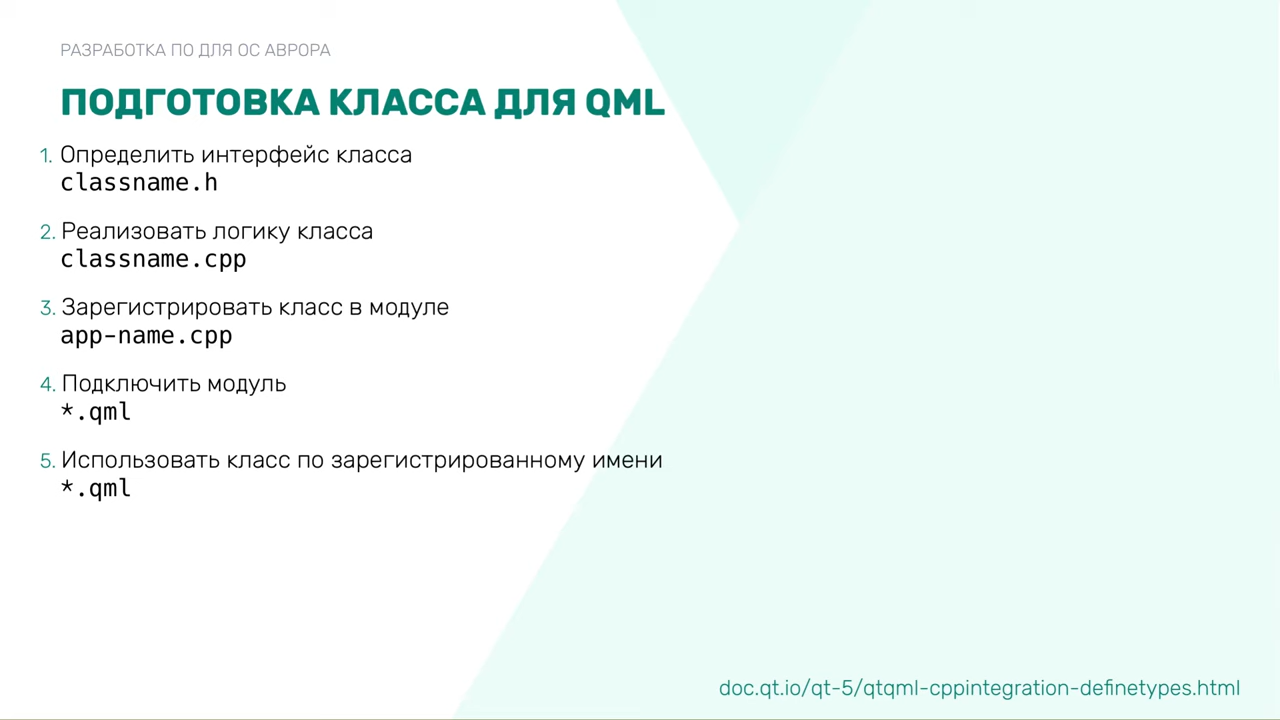 РАЗРАБОТКА ПО ДЛЯ ОС АВРОРА
ПОДГОТОВКА КЛАССА ДЛЯ QML
1. Определить интерфейс класса
classname.h
2. Реализовать логику класса
classname.cpp
3. Зарегистрировать класс в модуле
app-name.cpp
4. Подключить модуль
*.qml
5. Использовать класс по зарегистрированному имени
*.qml
doc.qt.io/qt-5/qtqml-cppintegration-definetypes.html